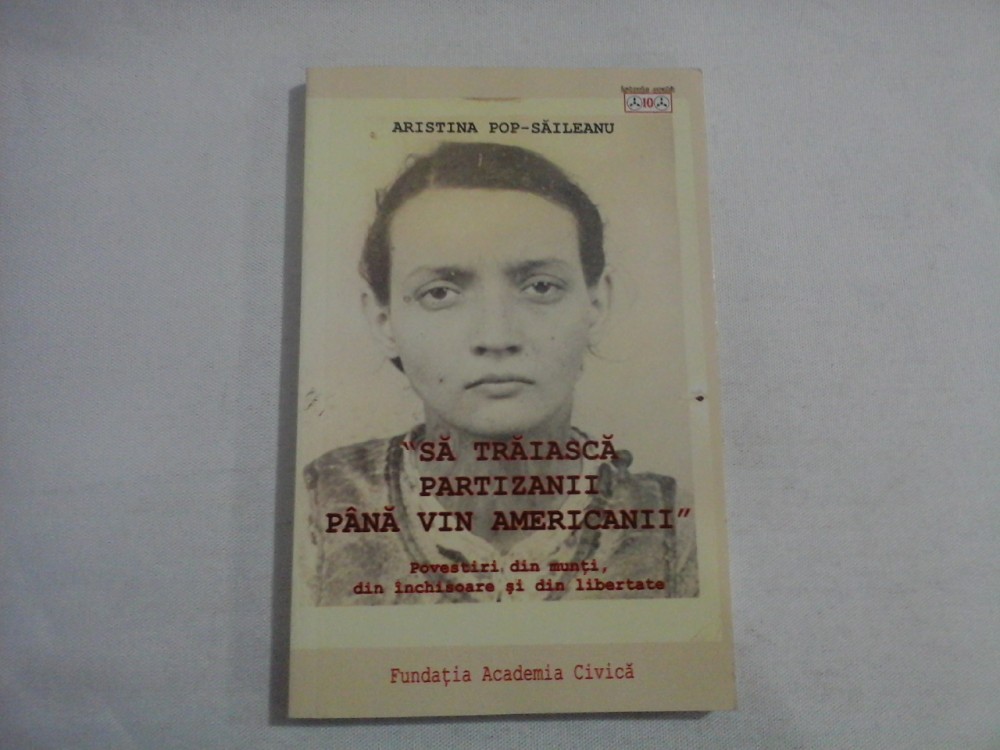 10
ARISTINA POP-SĂILEANU
“SĂ TRĂIASCĂ
PARTIZANII
PÂNĂ VIN AMERICANII”
Povestiri din munți,
din închisoare și din libertate
Fundația Academia Civică